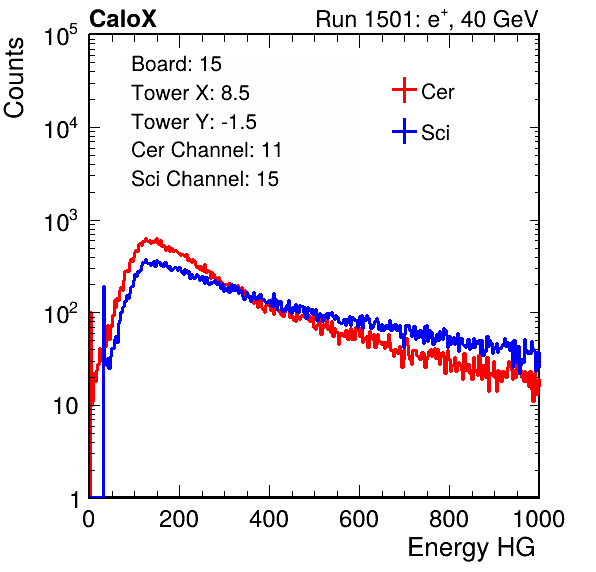 CaloX Run 1501: e+, 40 GeV
Counts
10^5
10^4
10^3
10^2
10
1
Board: 15
Tower X: 8.5
Tower Y: -1.5
Cer Channel: 11
Sci Channel: 15
Cer
Sci
0 200 400 600 800 1000
Energy HG